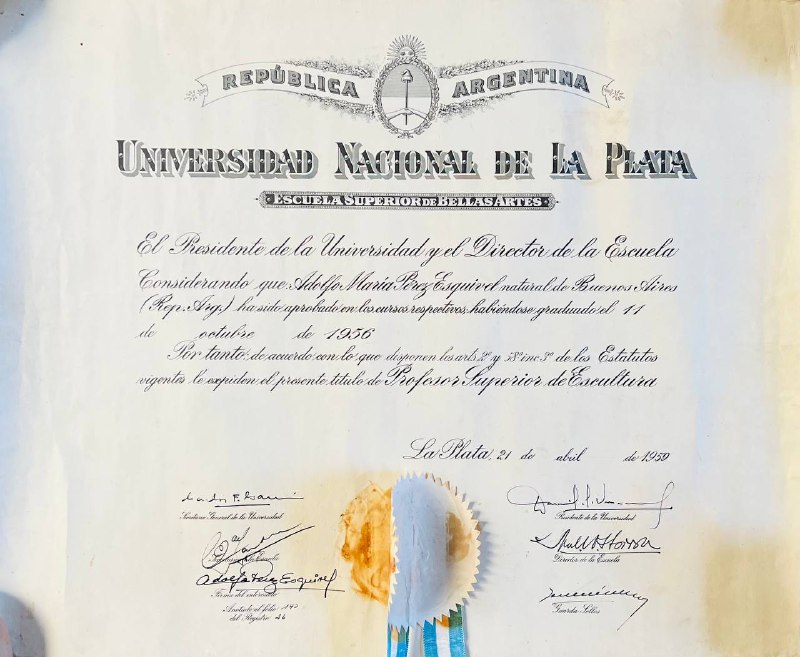 REPÚBLICA ARGENTINA
UNIVERSIDAD NACIONAL DE LA PLATA
ESCUELA SUPERIOR DE BELLAS ARTES
El Presidente de la Universidad y el Director de la Escuela
Considerando que Adolfo María Pérez Esquivel natural de Buenos Aires
(Rep. Arg.) ha sido aprobado en los cursos respectivos, habiéndose graduado el 11
de octubre de 1956
Por tanto: de acuerdo con lo que disponen los arts. 2º y 58º inc. 3º de los Estatutos
vigentes le expiden el presente título de Profesor Superior de Escultura
La Plata, 21 de abril de 1959
Secretario General de la Universidad
Presidente de la Universidad
Director de la Escuela
Adolfo Pérez Esquivel
Firma del interesado
Guarda Sellos
Anotado al folio 140
del Registro 46